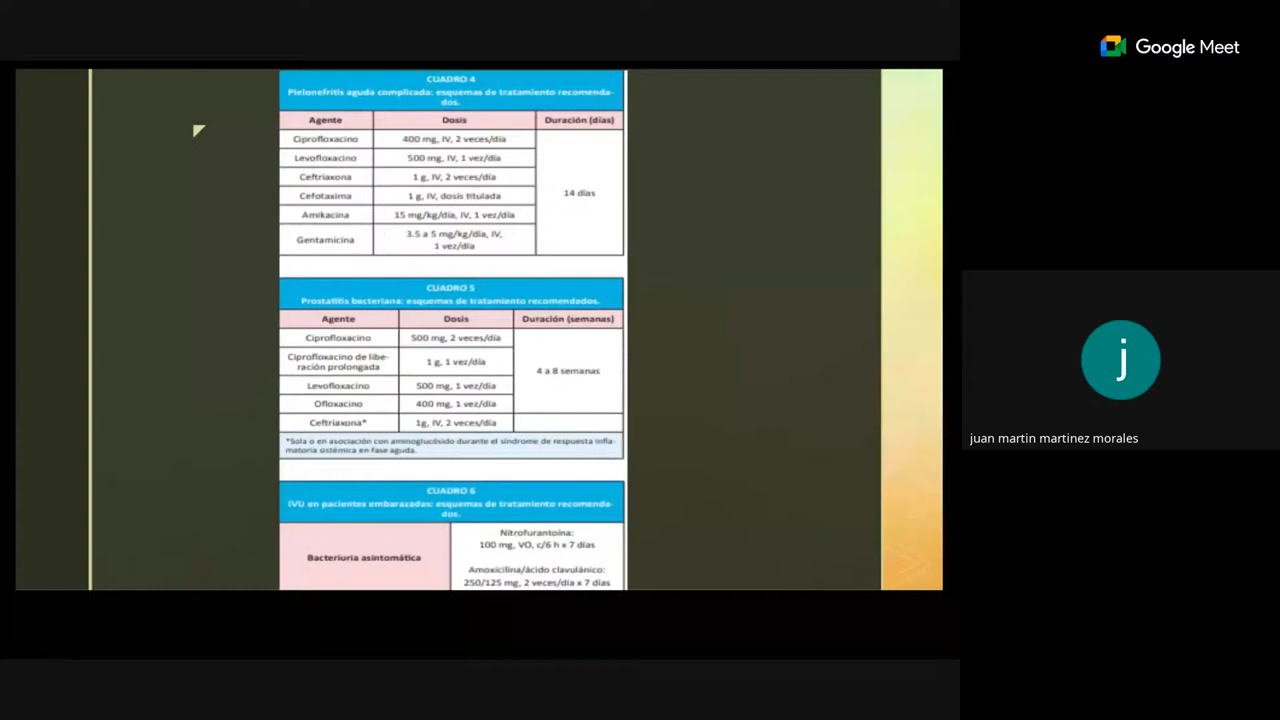 Google Meet
CUADRO 4
Pielonefritis aguda complicada: esquemas de tratamiento recomenda-
dos.
Agente Dosis Duración (días)
Ciprofloxacino 400 mg, IV, 2 veces/día
Levofloxacino 500 mg, IV, 1 vez/día
Ceftriaxona 1 g, IV, 2 veces/día
14 días
Cefotaxima 1 g, IV, dosis titulada
Amikacina 15 mg/kg/día, IV, 1 vez/día
Gentamicina 3.5 a 5 mg/kg/día, IV,
1 vez/día
CUADRO 5
Prostatitis bacteriana: esquemas de tratamiento recomendados.
Agente Dosis Duración (semanas)
Ciprofloxacino 500 mg, 2 veces/día
Ciprofloxacino de libe-
ración prolongada 1 g, 1 vez/día
4 a 8 semanas
Levofloxacino 500 mg, 1 vez/día
Ofloxacino 400 mg, 1 vez/día
Ceftriaxona* 1g, IV, 2 veces/día
*Sola o en asociación con aminoglucósido durante el síndrome de respuesta infla-
matoria sistémica en fase aguda.
CUADRO 6
IVU en pacientes embarazadas: esquemas de tratamiento recomenda-
dos.
Bacteriuria asintomática
Nitrofurantoína:
100 mg, VO, c/6 h x 7 días
Amoxicilina/ácido clavulánico:
250/125 mg, 2 veces/día x 7 días
j
juan martin martinez morales